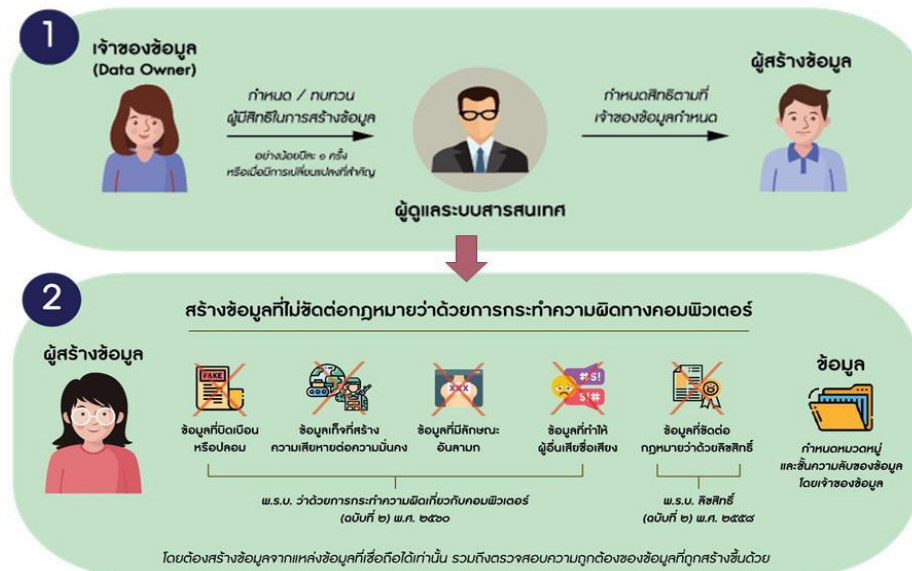 1
เจ้าของข้อมูล
(Data Owner)
กำหนด / ทบทวน
ผู้มีสิทธิในการสร้างข้อมูล
อย่างน้อยปีละ ๑ ครั้ง
หรือเมื่อมีการเปลี่ยนแปลงที่สำคัญ
ผู้ดูแลระบบสารสนเทศ
กำหนดสิทธิตามที่
เจ้าของข้อมูลกำหนด
ผู้สร้างข้อมูล
2
สร้างข้อมูลที่ไม่ขัดต่อกฎหมายว่าด้วยการกระทำความผิดทางคอมพิวเตอร์
ผู้สร้างข้อมูล
FAKE
ข้อมูลที่บิดเบือน
หรือปลอม
ข้อมูลเท็จที่สร้าง
ความเสียหายต่อความมั่นคง
XXX
ข้อมูลที่มีลักษณะ
อันลามก
#S!
S!#
ข้อมูลที่ทำให้
ผู้อื่นเสียชื่อเสียง
ข้อมูลที่ขัดต่อ
กฎหมายว่าด้วยลิขสิทธิ์
พ.ร.บ. ว่าด้วยการกระทำความผิดเกี่ยวกับคอมพิวเตอร์
(ฉบับที่ ๒) พ.ศ. ๒๕๖๐
พ.ร.บ. ลิขสิทธิ์
(ฉบับที่ ๒) พ.ศ. ๒๕๕๘
ข้อมูล
กำหนดหมวดหมู่
และชั้นความลับของข้อมูล
โดยเจ้าของข้อมูล
โดยต้องสร้างข้อมูลจากแหล่งข้อมูลที่เชื่อถือได้เท่านั้น รวมถึงตรวจสอบความถูกต้องของข้อมูลที่ถูกสร้างขึ้นด้วย